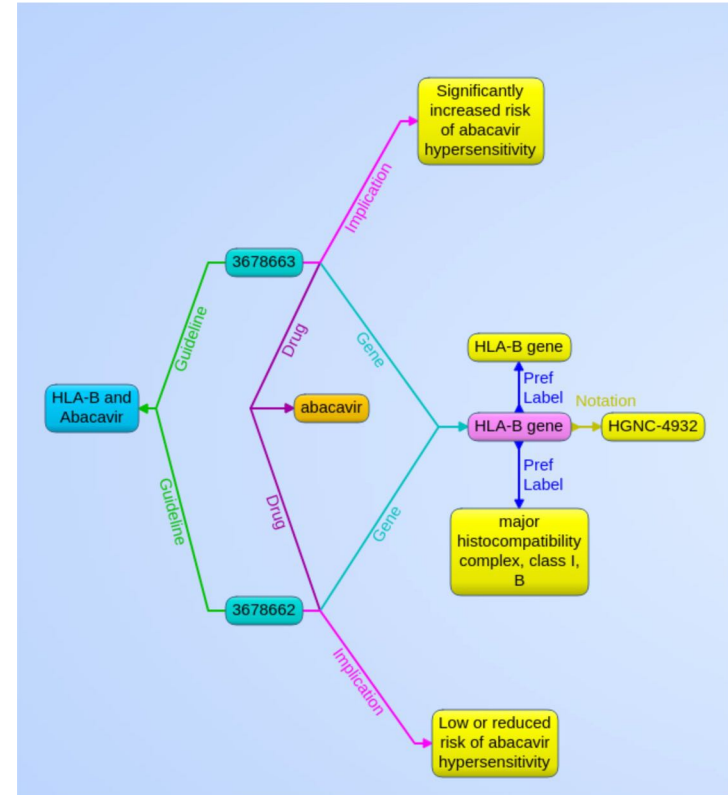 Significantly
increased risk
of abacavir
hypersensitivity
Implication
3678663
Guideline
Drug
Gene
HLA-B gene
Pref
Label
HLA-B and
Abacavir
abacavir
HLA-B gene
Notation
HGNC-4932
Pref
Label
Guideline
Drug
Gene
major
histocompatibility
complex, class I,
B
3678662
Implication
Low or reduced
risk of abacavir
hypersensitivity